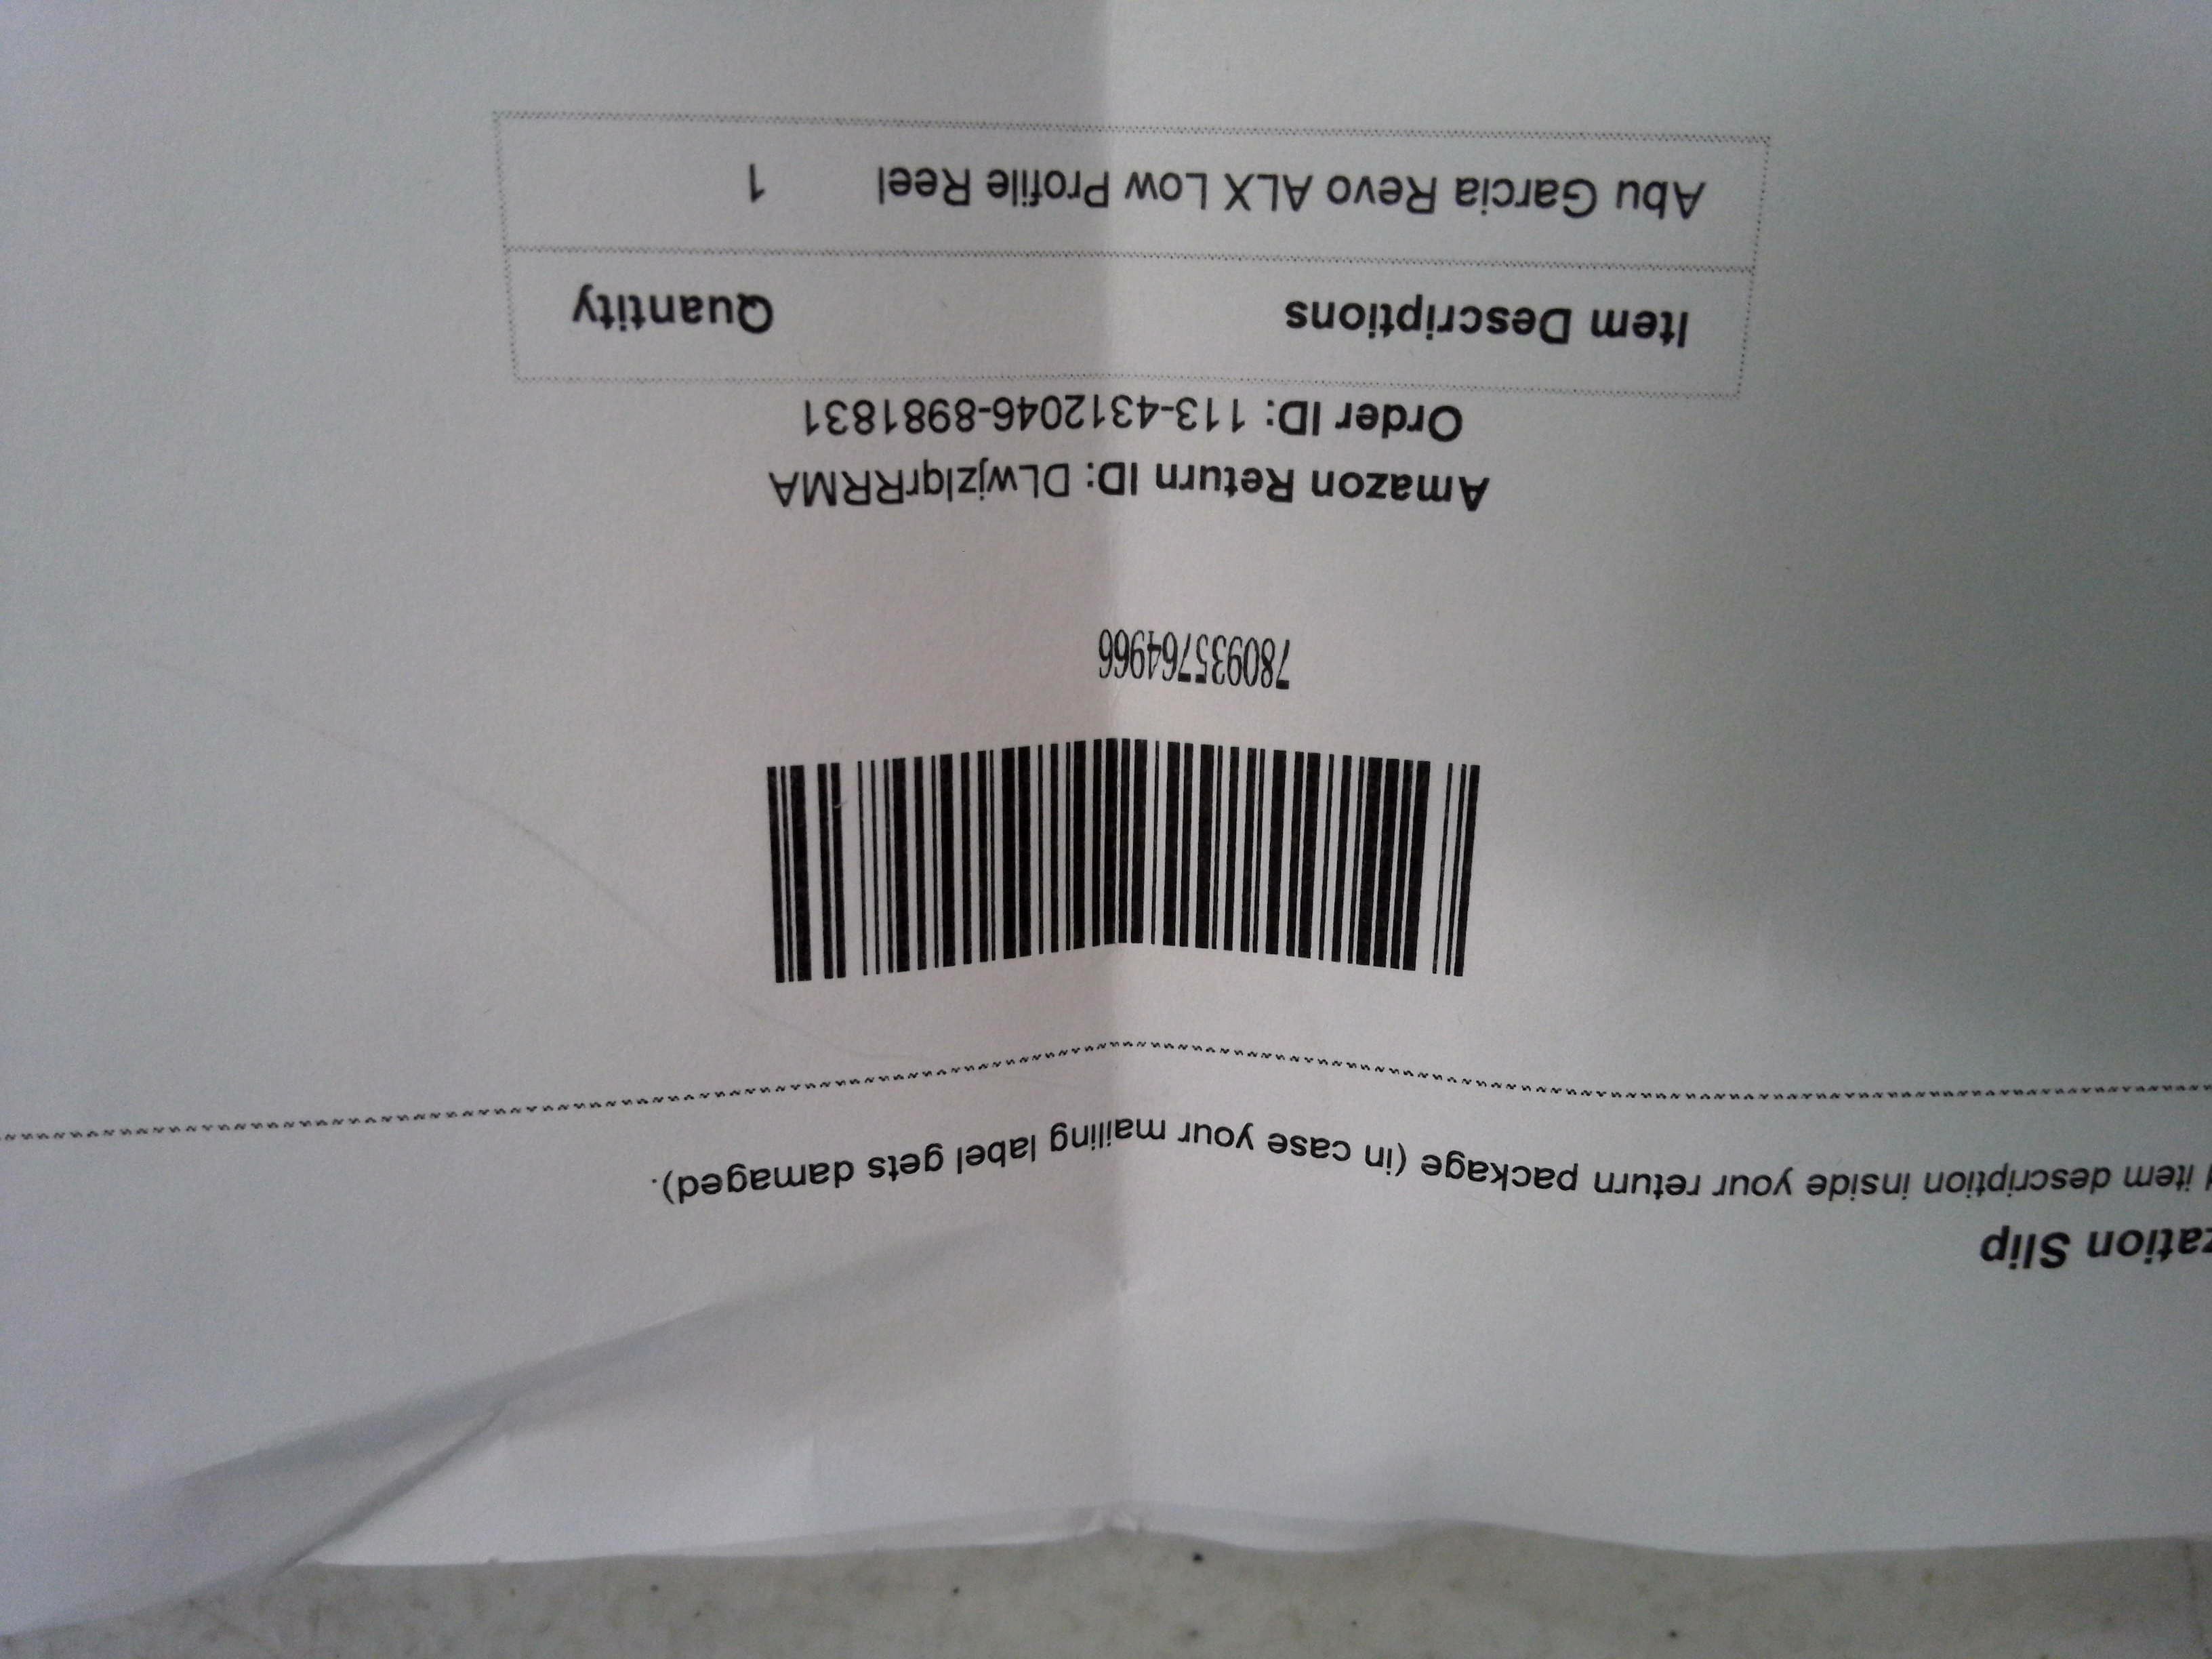 zation Slip
item description inside your return package (in case your mailing label gets damaged).
780935764966
Amazon Return ID: DLwjzlqrRRMA
Order ID: 113-4312046-8981831
Item Descriptions Quantity
Abu Garcia Revo ALX Low Profile Reel 1